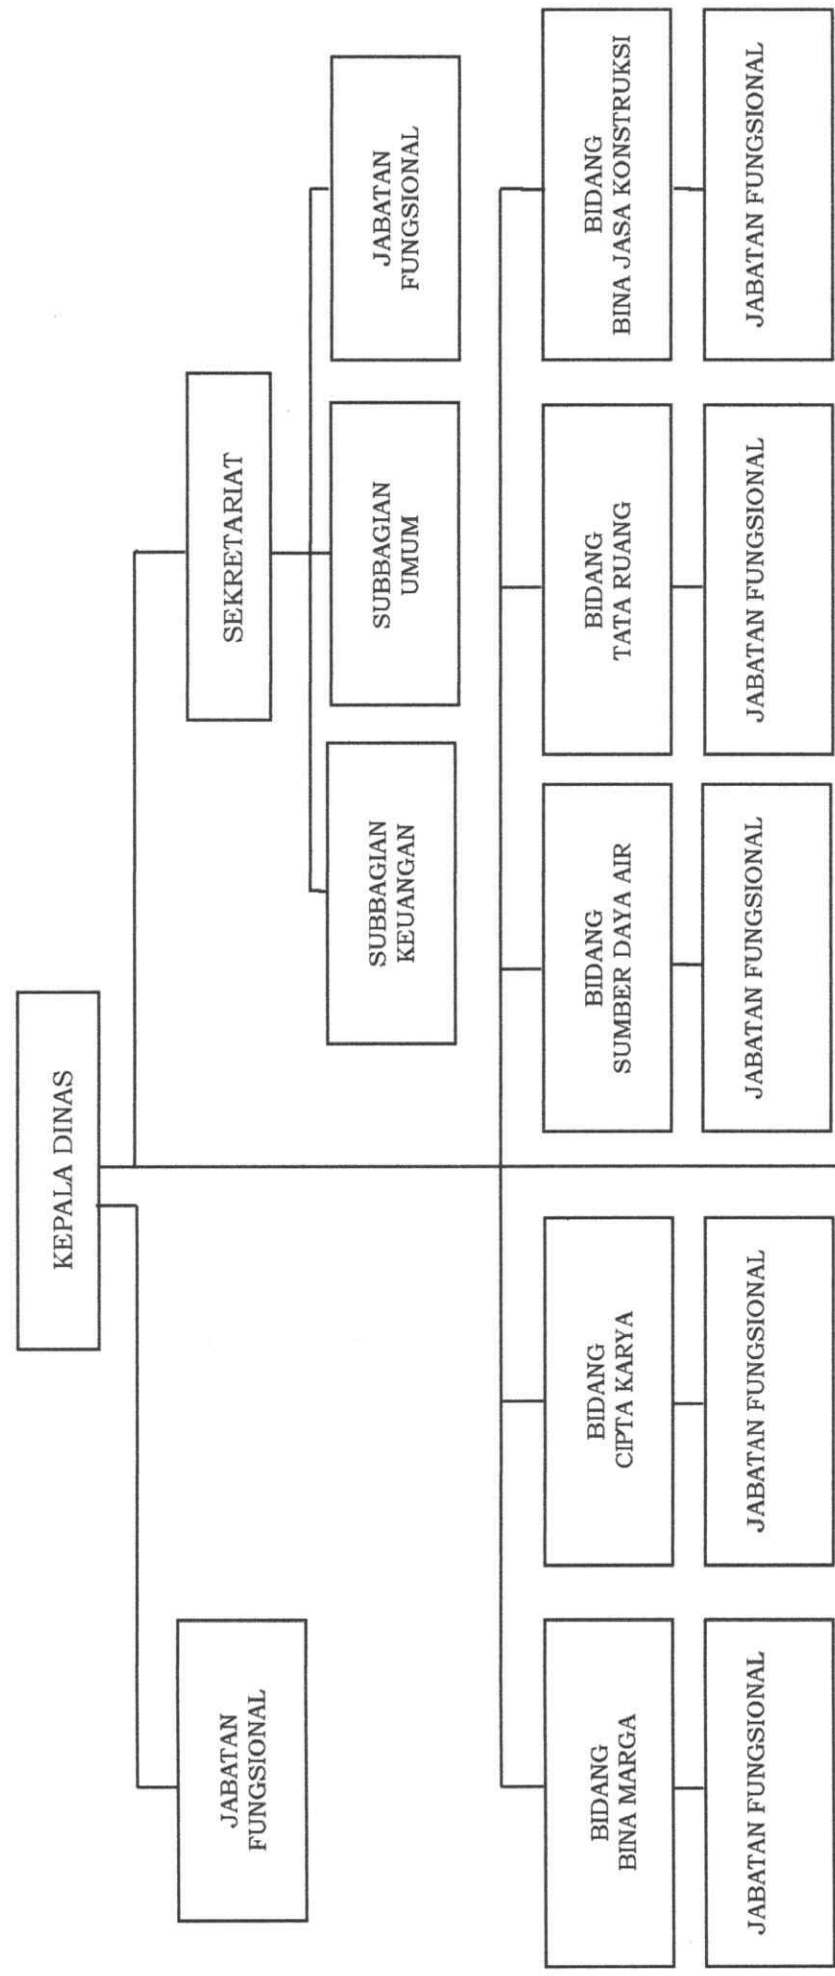 KEPALA DINAS
JABATAN
FUNGSIONAL
SEKRETARIAT
SUBBAGIAN
KEUANGAN
SUBBAGIAN
UMUM
JABATAN
FUNGSIONAL
BIDANG
BINA MARGA
BIDANG
CIPTA KARYA
BIDANG
SUMBER DAYA AIR
BIDANG
TATA RUANG
BIDANG
BINA JASA KONSTRUKSI
JABATAN FUNGSIONAL
JABATAN FUNGSIONAL
JABATAN FUNGSIONAL
JABATAN FUNGSIONAL
JABATAN FUNGSIONAL